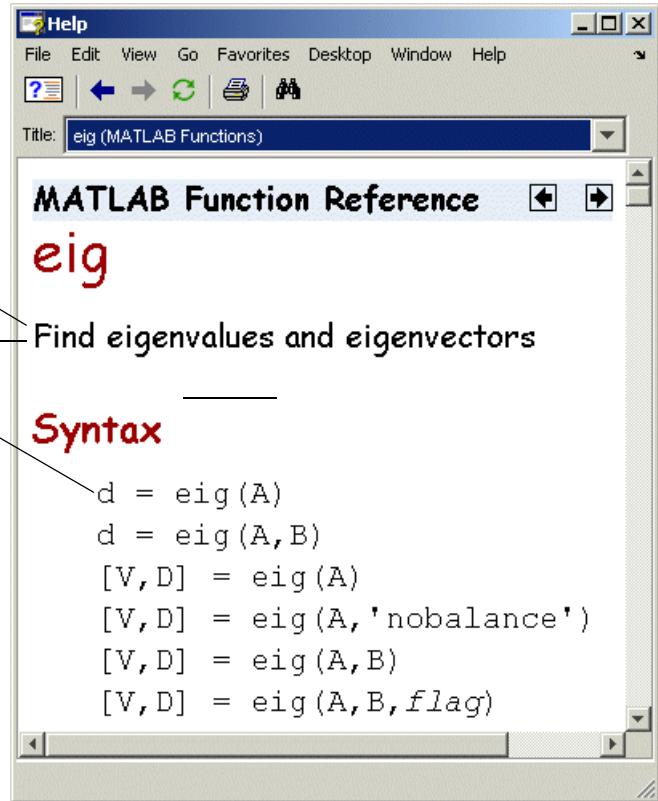 Help
File Edit View Go Favorites Desktop Window Help
Title: eig (MATLAB Functions)
MATLAB Function Reference
eig
Find eigenvalues and eigenvectors
Syntax
d = eig(A)
d = eig(A,B)
[V,D] = eig(A)
[V,D] = eig(A,'nobalance')
[V,D] = eig(A,B)
[V,D] = eig(A,B,flag)